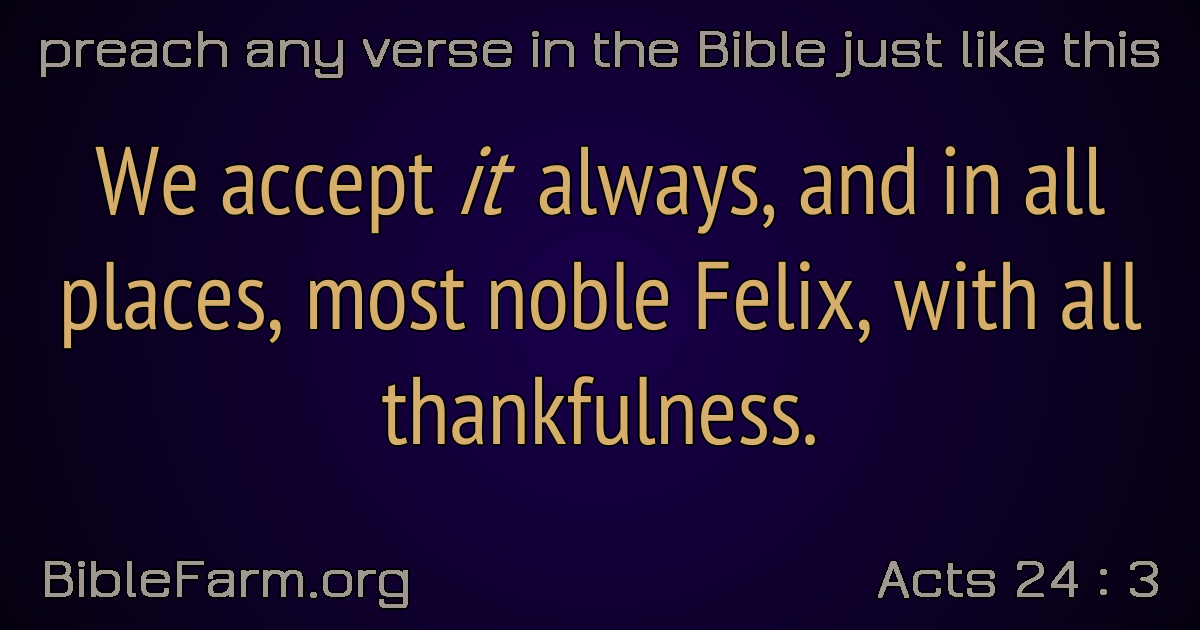 preach any verse in the Bible just like this
We accept it always, and in all
places, most noble Felix, with all
thankfulness.
BibleFarm.org
Acts 24 : 3